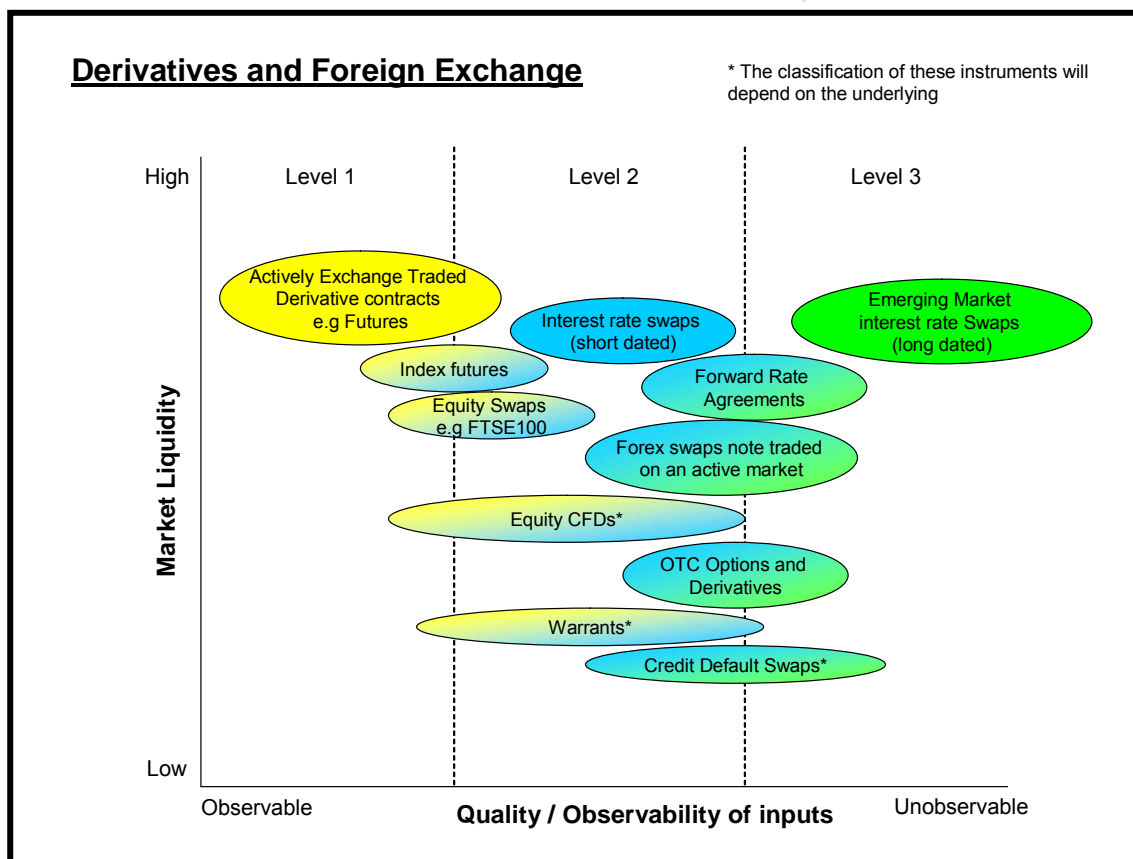 Derivatives and Foreign Exchange
* The classification of these instruments will
depend on the underlying
High
Level 1
Level 2
Level 3
Actively Exchange Traded
Derivative contracts
e.g Futures
Interest rate swaps
(short dated)
Emerging Market
interest rate Swaps
(long dated)
Index futures
Forward Rate
Agreements
Equity Swaps
e.g FTSE100
Forex swaps note traded
on an active market
Equity CFDs*
OTC Options and
Derivatives
Warrants*
Credit Default Swaps*
Market Liquidity
Low
Observable
Quality / Observability of inputs
Unobservable